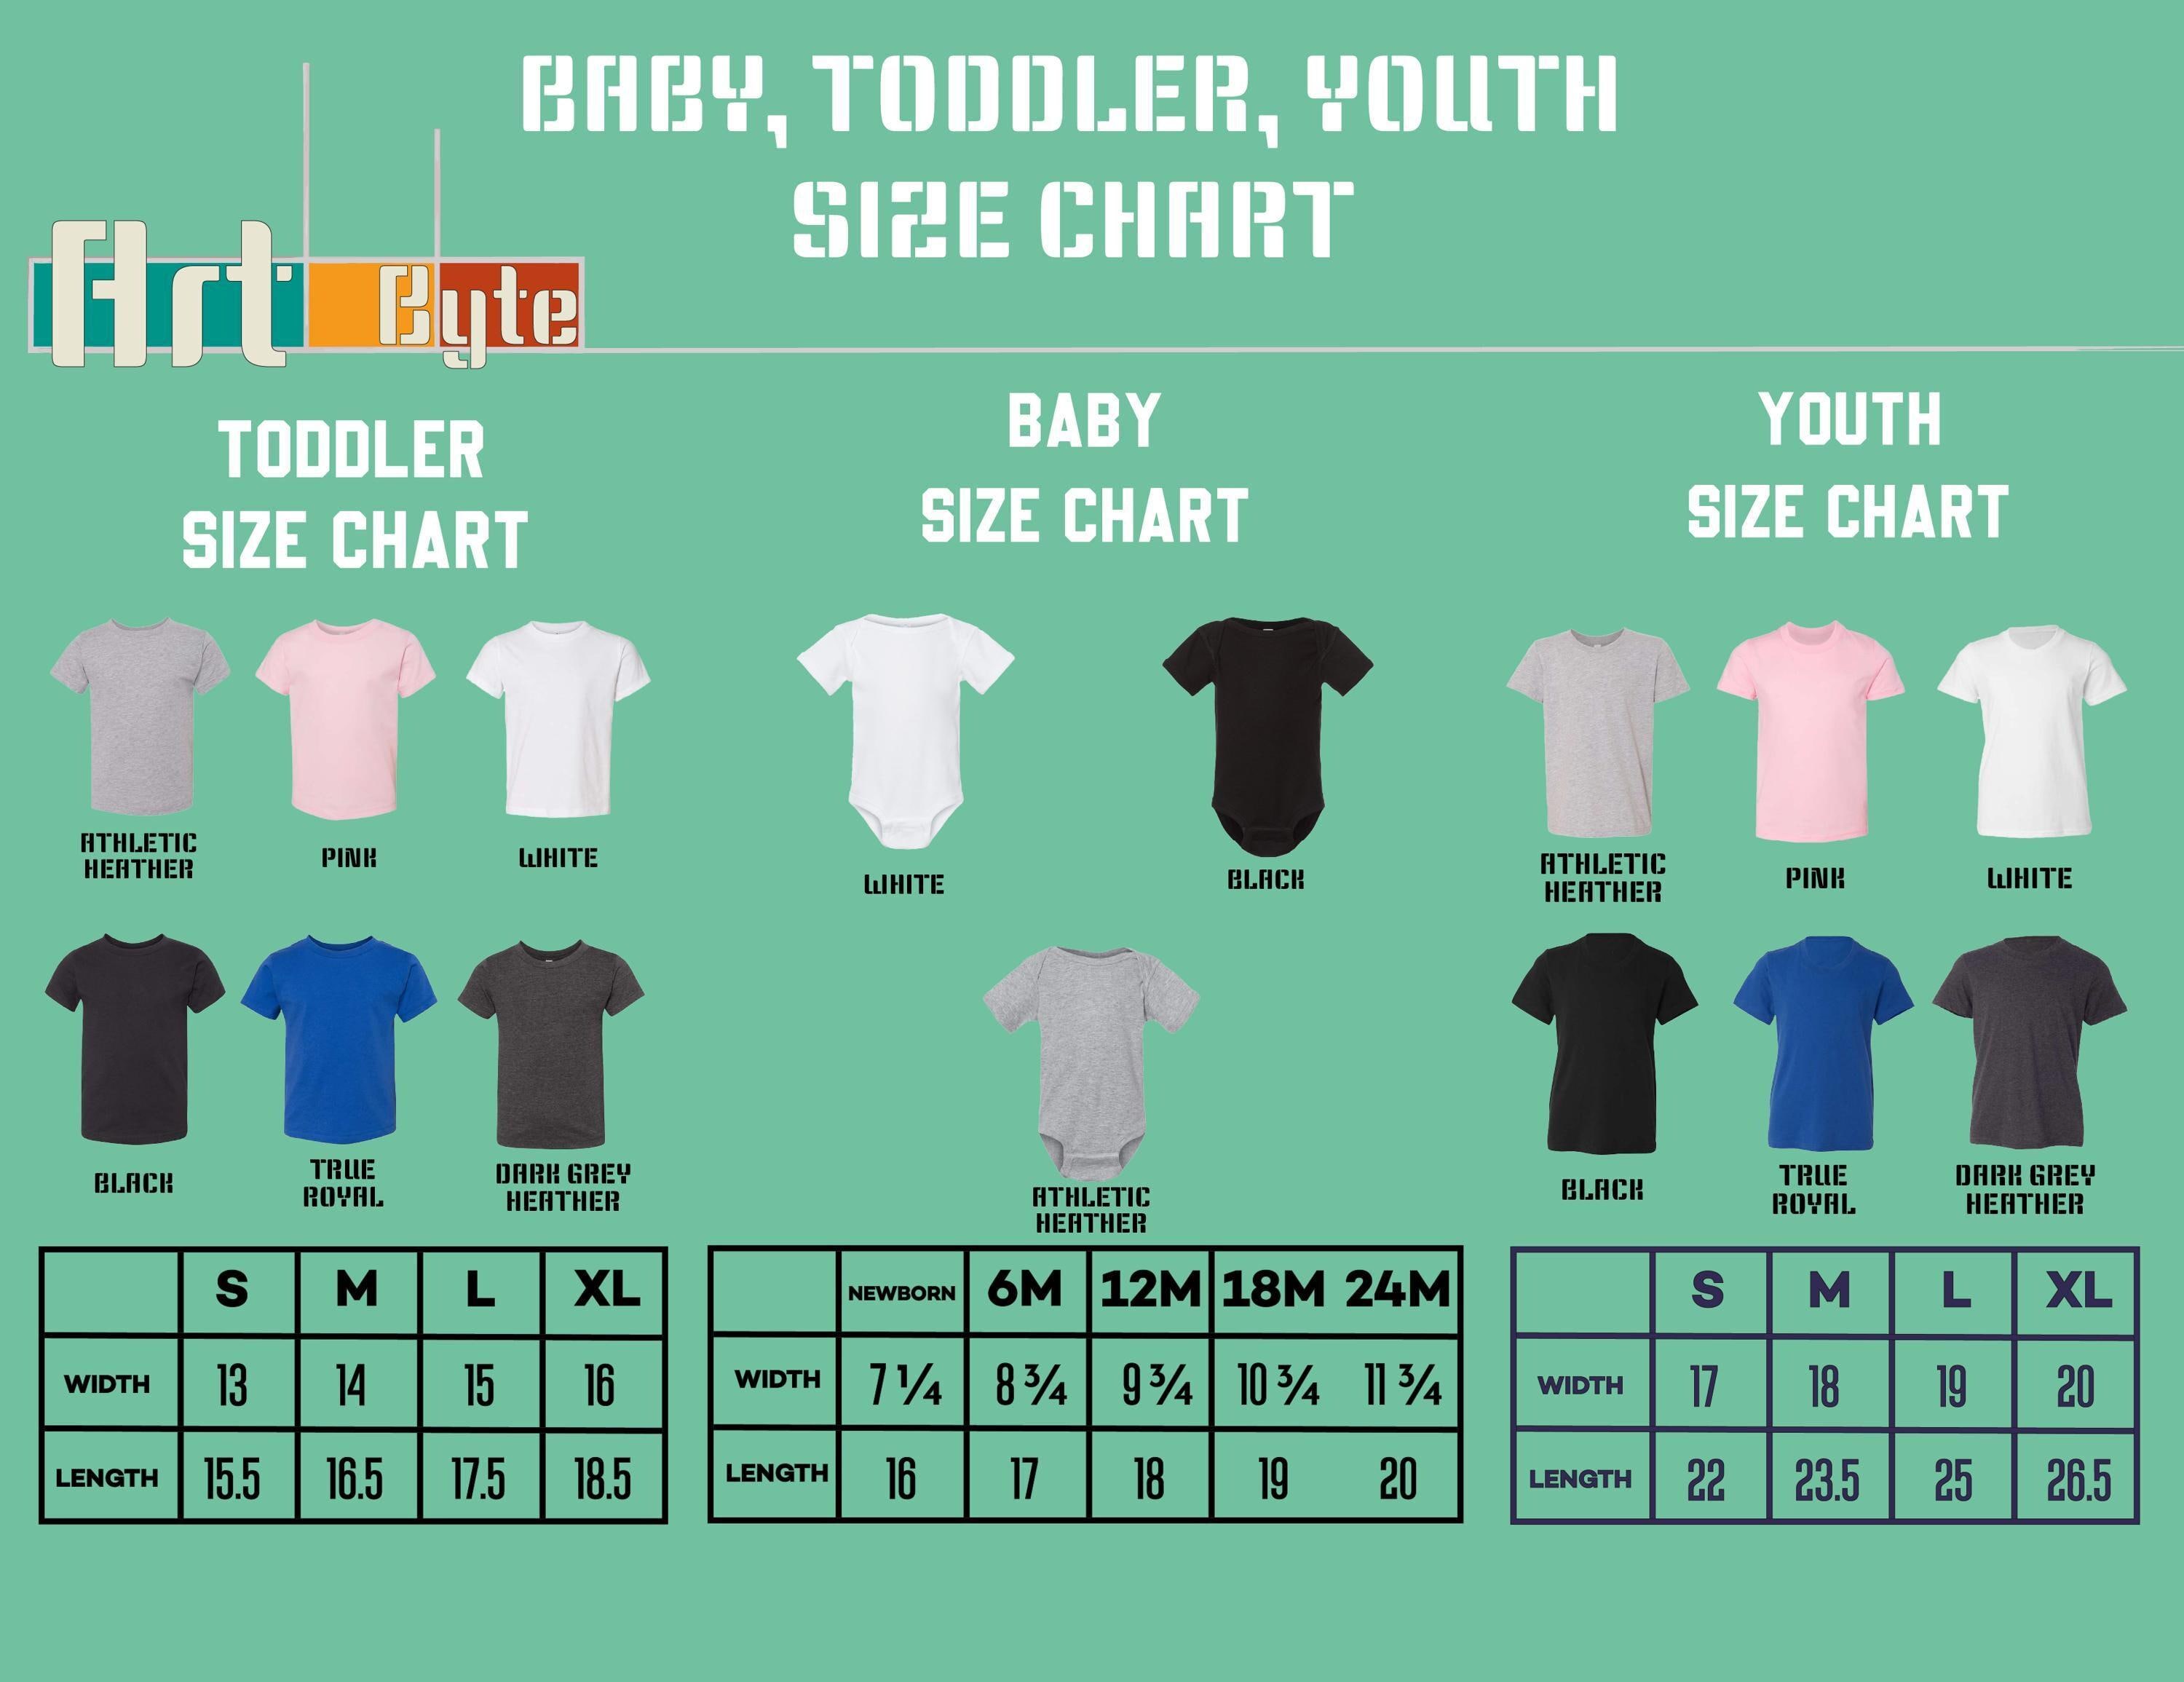 BABY, TODDLER, YOUTH
SIZE CHART
Art Byte
TODDLER
SIZE CHART
ATHLETIC
HEATHER
PINK
WHITE
BLACK
TRUE
ROYAL
DARK GREY
HEATHER
S M L XL
WIDTH 13 14 15 16
LENGTH 15.5 16.5 17.5 18.5
BABY
SIZE CHART
WHITE
BLACK
ATHLETIC
HEATHER
NEWBORN 6M 12M 18M 24M
WIDTH 7 ¼ 8 ¾ 9 ¾ 10 ¾ 11 ¾
LENGTH 16 17 18 19 20
YOUTH
SIZE CHART
ATHLETIC
HEATHER
PINK
WHITE
BLACK
TRUE
ROYAL
DARK GREY
HEATHER
S M L XL
WIDTH 17 18 19 20
LENGTH 22 23.5 25 26.5